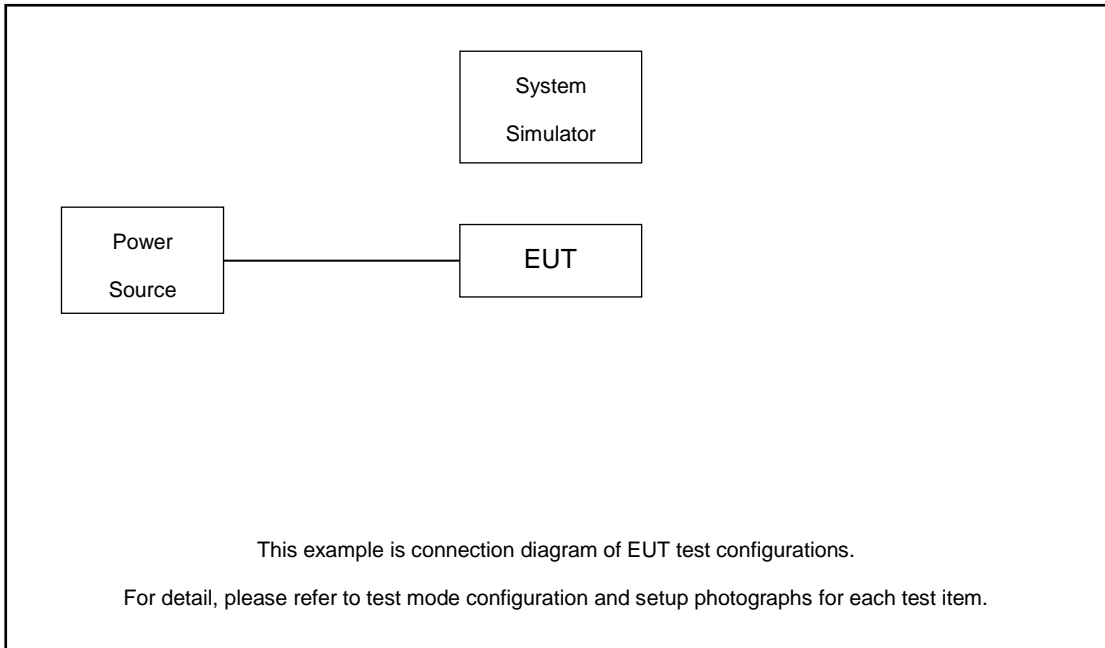 System
Simulator
Power
Source
EUT
This example is connection diagram of EUT test configurations.
For detail, please refer to test mode configuration and setup photographs for each test item.